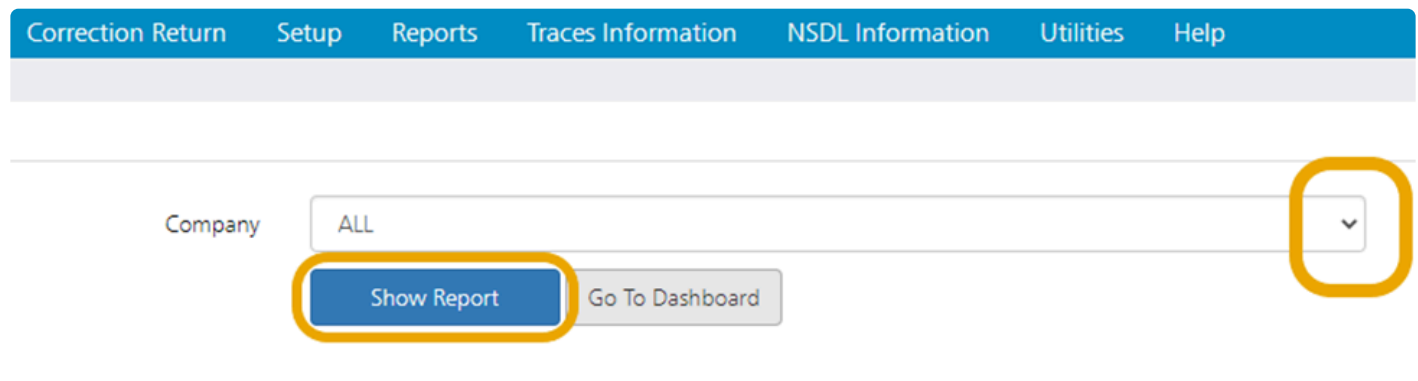 Correction Return Setup Reports Traces Information NSDL Information Utilities Help
Company ALL
Show Report Go To Dashboard